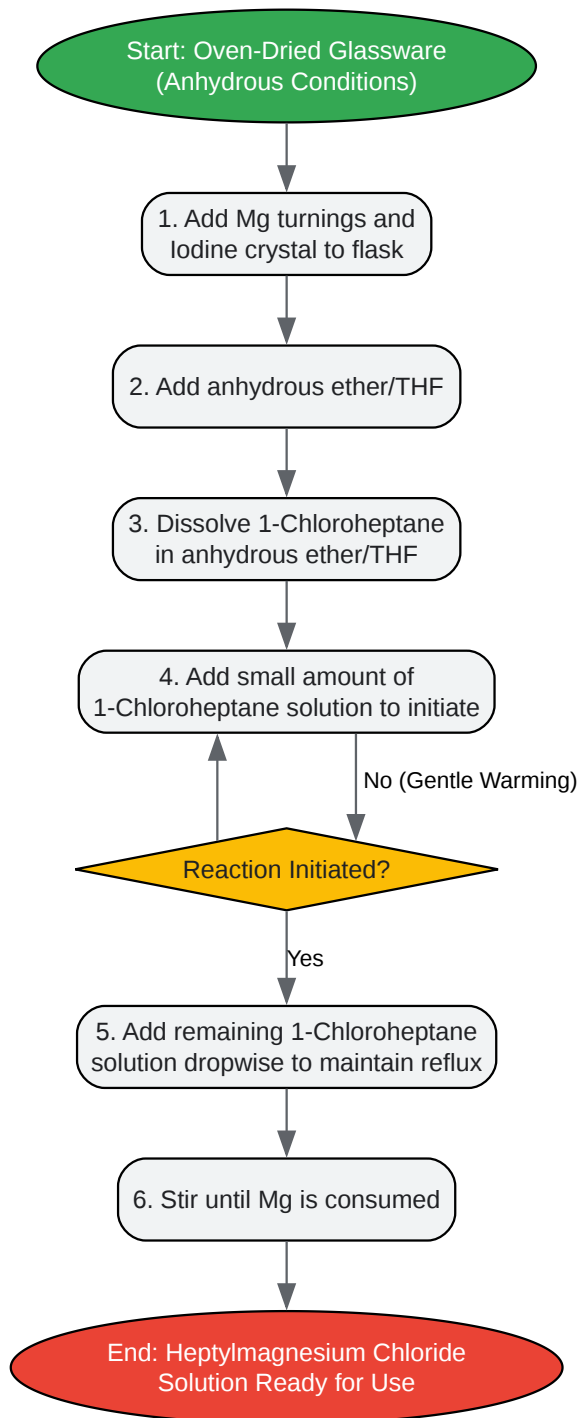 Start: Oven-Dried Glassware
(Anhydrous Conditions)
1. Add Mg turnings and
Iodine crystal to flask
2. Add anhydrous ether/THF
3. Dissolve 1-Chloroheptane
in anhydrous ether/THF
4. Add small amount of
1-Chloroheptane solution to initiate
No (Gentle Warming)
Reaction Initiated?
Yes
5. Add remaining 1-Chloroheptane
solution dropwise to maintain reflux
6. Stir until Mg is consumed
End: Heptylmagnesium Chloride
Solution Ready for Use